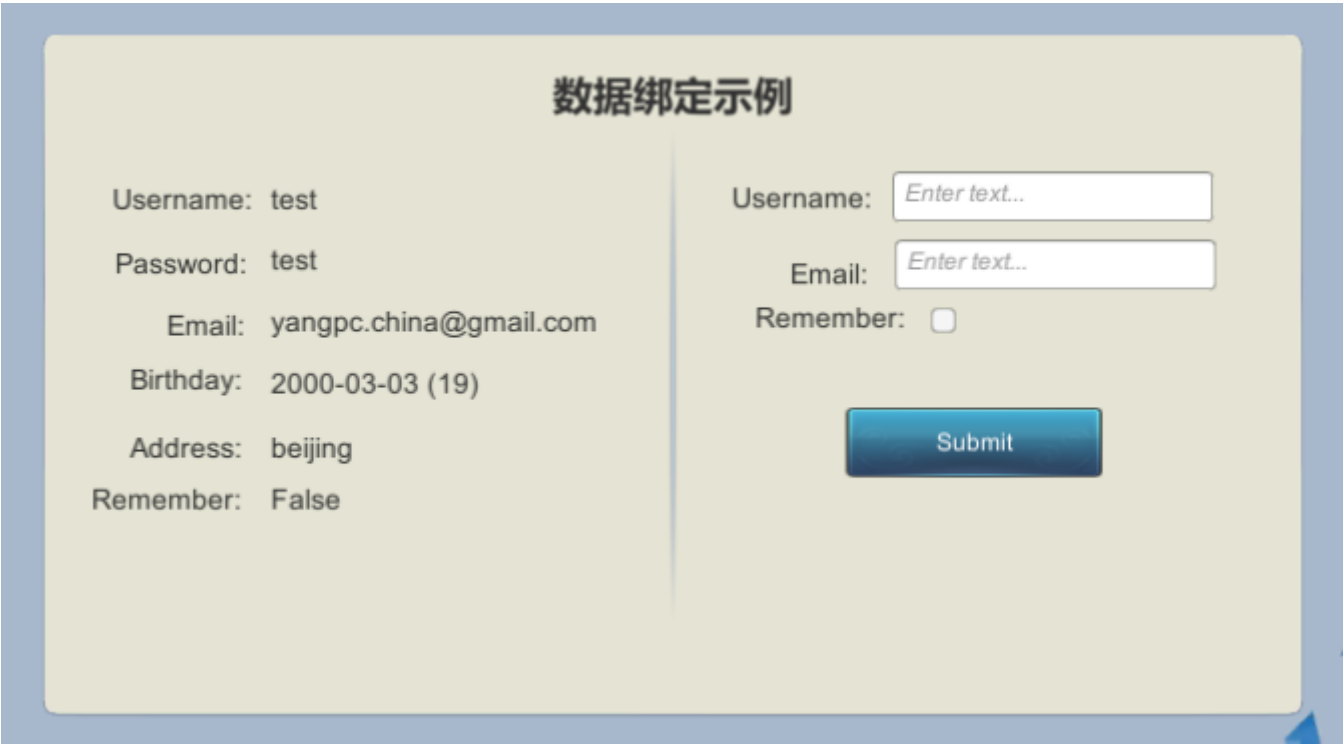 数据绑定示例
Username: test
Password: test
Email: yangpc.china@gmail.com
Birthday: 2000-03-03 (19)
Address: beijing
Remember: False
Username: Enter text...
Email: Enter text...
Remember:
Submit